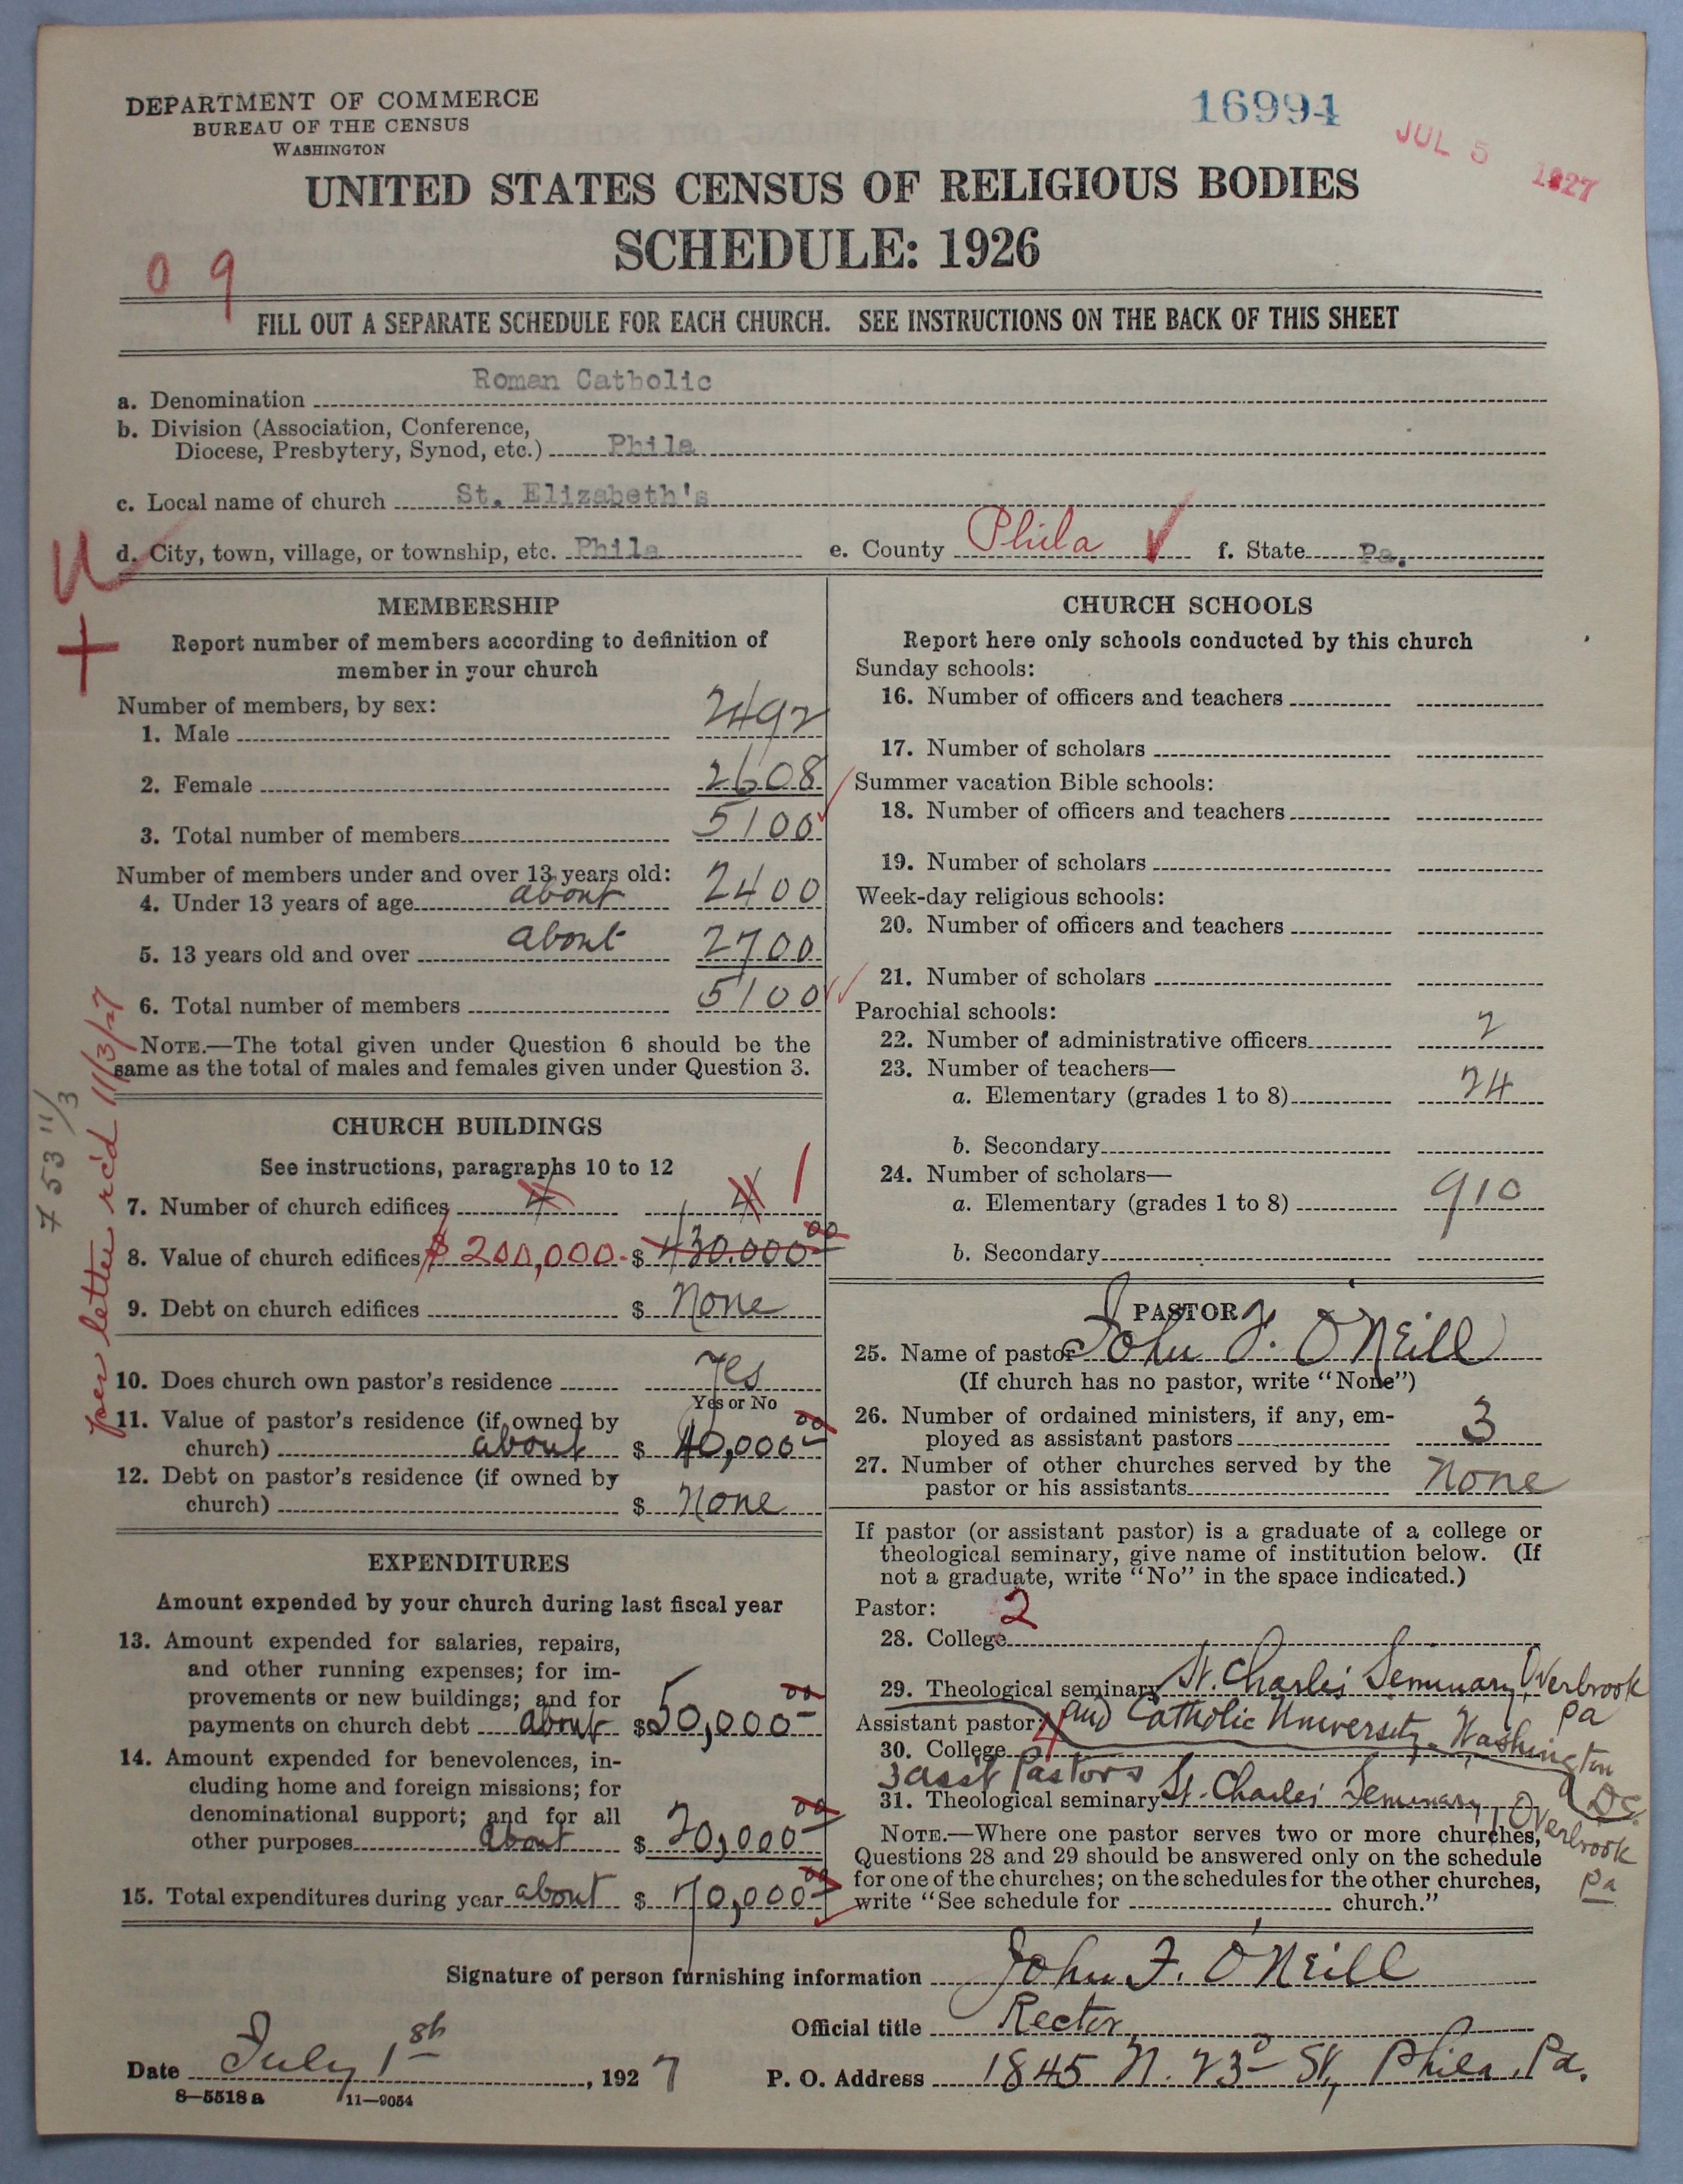 DEPARTMENT OF COMMERCE
BUREAU OF THE CENSUS
WASHINGTON
16994
JUL 5 1927
UNITED STATES CENSUS OF RELIGIOUS BODIES
SCHEDULE: 1926
0 9
FILL OUT A SEPARATE SCHEDULE FOR EACH CHURCH. SEE INSTRUCTIONS ON THE BACK OF THIS SHEET
a. Denomination Roman Catholic
b. Division (Association, Conference,
Diocese, Presbytery, Synod, etc.) Phila
c. Local name of church St. Elizabeth's
d. City, town, village, or township, etc. Phila e. County Phila f. State Pa.
U
+
MEMBERSHIP
Report number of members according to definition of
member in your church
Number of members, by sex:
1. Male 2492
2. Female 2608
3. Total number of members 5100
Number of members under and over 13 years old:
4. Under 13 years of age about 2400
5. 13 years old and over about 2700
6. Total number of members 5100
NOTE.—The total given under Question 6 should be the
same as the total of males and females given under Question 3.
per letter rc'd 11/3/27
7 53 11/3
CHURCH BUILDINGS
See instructions, paragraphs 10 to 12
7. Number of church edifices 4 4 1
8. Value of church edifices $ 200,000. $ 430.000 00
9. Debt on church edifices $ None
10. Does church own pastor's residence Yes
Yes or No
11. Value of pastor's residence (if owned by
church) about $ 40,000 00
12. Debt on pastor's residence (if owned by
church) $ None
EXPENDITURES
Amount expended by your church during last fiscal year
13. Amount expended for salaries, repairs,
and other running expenses; for im-
provements or new buildings; and for
payments on church debt about $50,000 00
14. Amount expended for benevolences, in-
cluding home and foreign missions; for
denominational support; and for all
other purposes about $ 20,000 00
15. Total expenditures during year about $ 70,000 00
CHURCH SCHOOLS
Report here only schools conducted by this church
Sunday schools:
16. Number of officers and teachers
17. Number of scholars
Summer vacation Bible schools:
18. Number of officers and teachers
19. Number of scholars
Week-day religious schools:
20. Number of officers and teachers
21. Number of scholars
Parochial schools:
22. Number of administrative officers 2
23. Number of teachers—
a. Elementary (grades 1 to 8) 24
b. Secondary
24. Number of scholars—
a. Elementary (grades 1 to 8) 910
b. Secondary
PASTOR
25. Name of pastor John F. O'Neill
(If church has no pastor, write "None")
26. Number of ordained ministers, if any, em-
ployed as assistant pastors 3
27. Number of other churches served by the
pastor or his assistants None
If pastor (or assistant pastor) is a graduate of a college or
theological seminary, give name of institution below. (If
not a graduate, write "No" in the space indicated.)
Pastor: 2
28. College
29. Theological seminary St. Charles' Seminary, Overbrook Pa
Assistant pastor: 4 and Catholic University. Washington D.C.
30. College
3 ass't Pastors
31. Theological seminary St. Charles' Seminary, Overbrook Pa
NOTE.—Where one pastor serves two or more churches,
Questions 28 and 29 should be answered only on the schedule
for one of the churches; on the schedules for the other churches,
write "See schedule for church."
Signature of person furnishing information John F. O'Neill
Official title Rector,
Date July 1st, 1927 P. O. Address 1845 N. 23d St, Phila, Pa.
8—5518a 11—9054